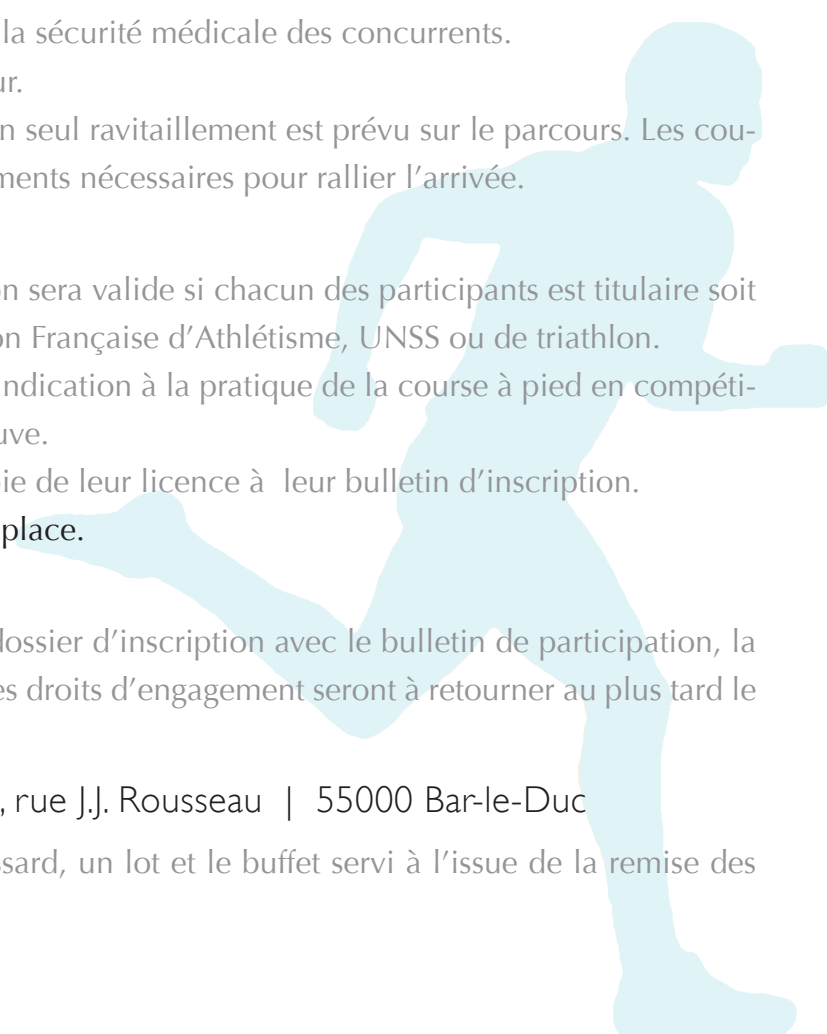 la sécurité médicale des concurrents.
ur.
n seul ravitaillement est prévu sur le parcours. Les cou-
ments nécessaires pour rallier l’arrivée.
on sera valide si chacun des participants est titulaire soit
on Française d’Athlétisme, UNSS ou de triathlon.
indication à la pratique de la course à pied en compéti-
uve.
pie de leur licence à leur bulletin d’inscription.
place.
dossier d’inscription avec le bulletin de participation, la
es droits d’engagement seront à retourner au plus tard le
, rue J.J. Rousseau | 55000 Bar-le-Duc
ssard, un lot et le buffet servi à l’issue de la remise des